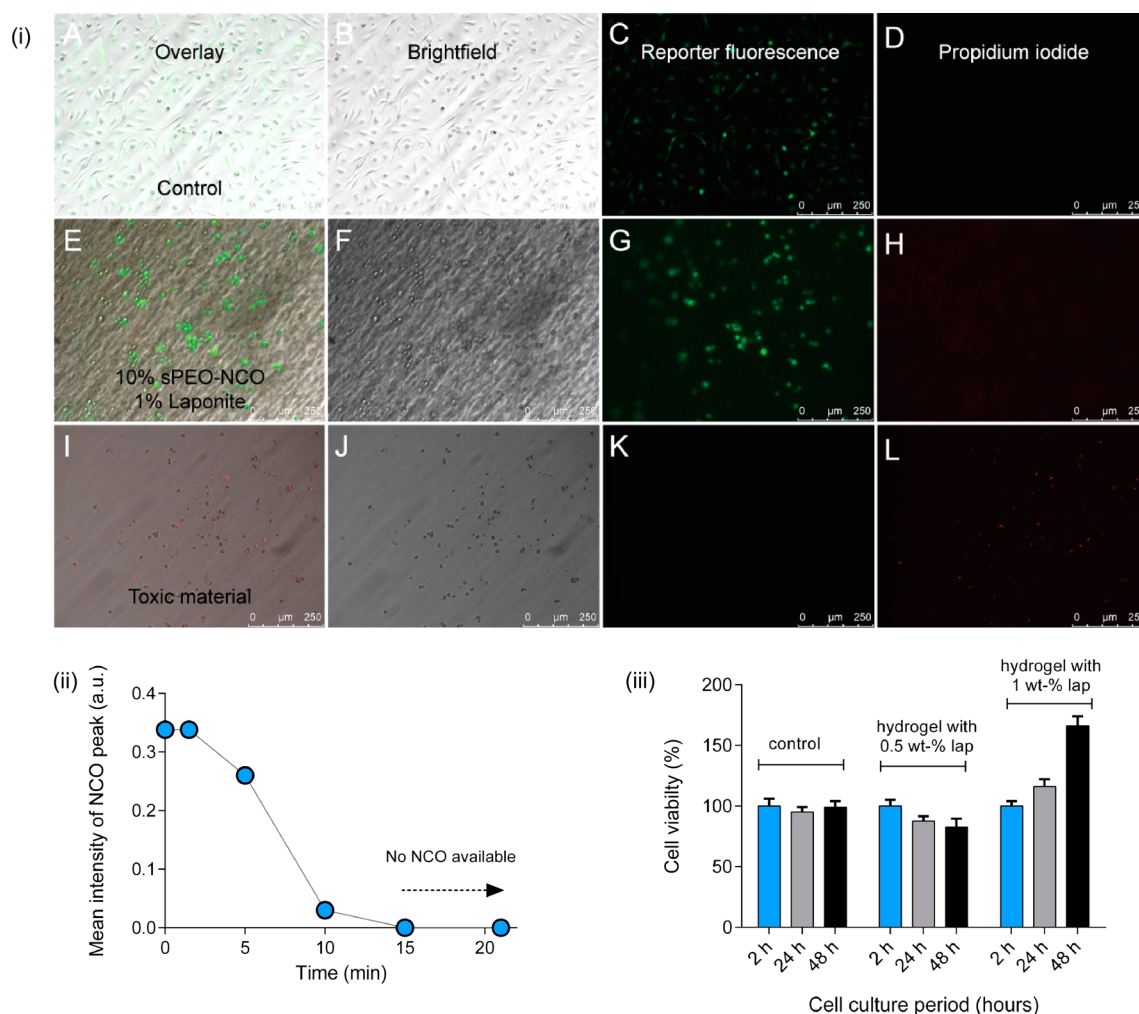 (i)
A
Overlay
Control
B
Brightfield
C
Reporter fluorescence
0 µm 250
D
Propidium iodide
0 µm 25
E
10% sPEO-NCO
1% Laponite
0 µm 250
F
0 µm 250
G
0 µm 250
H
0 µm 25
I
Toxic material
0 µm 250
J
0 µm 250
K
0 µm 250
L
0 µm 250
(ii)
Mean intensity of NCO peak (a.u.)
0.4
0.3
0.2
0.1
0.0
No NCO available
0 5 10 15 20
Time (min)
(iii)
Cell viabilty (%)
200
150
100
50
0
control
hydrogel with
0.5 wt-% lap
hydrogel with
1 wt-% lap
2 h 24 h 48 h 2 h 24 h 48 h 2 h 24 h 48 h
Cell culture period (hours)